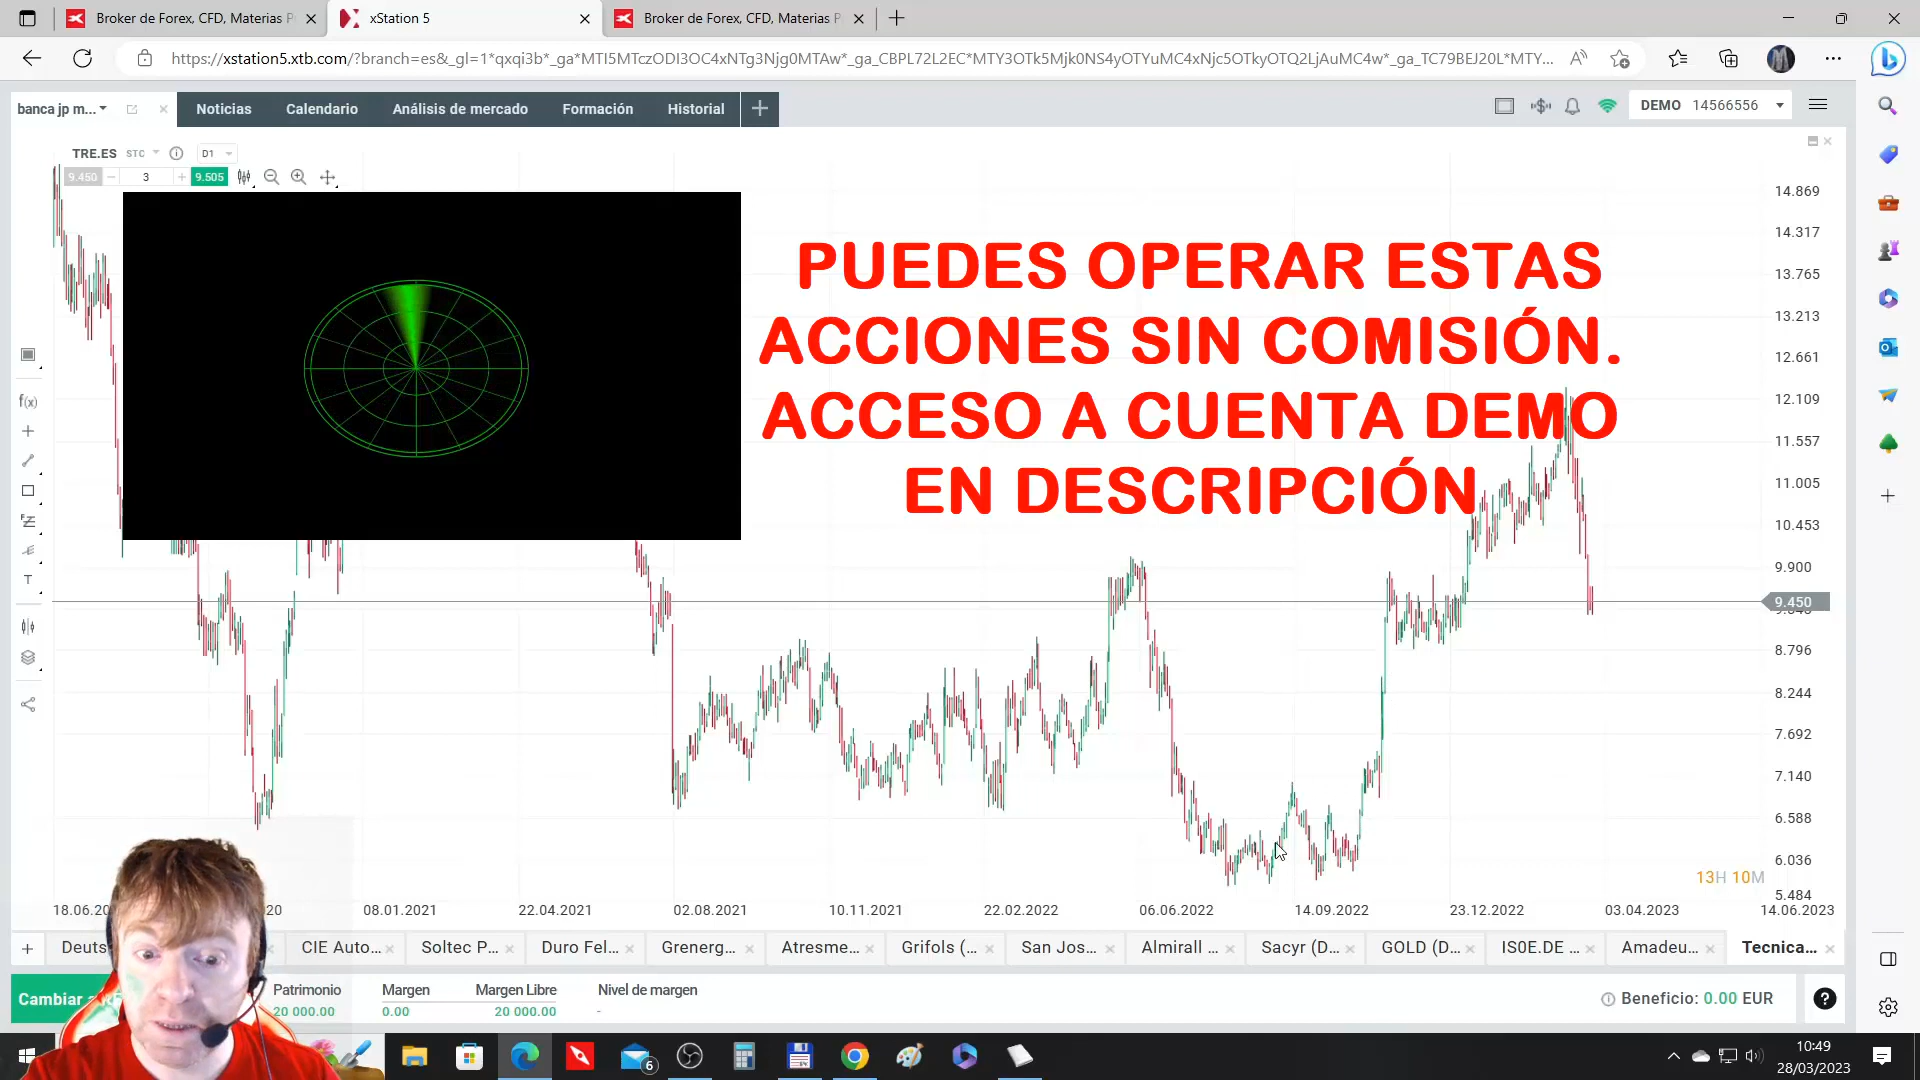 Broker de Forex, CFD, Materias P
xStation 5
Broker de Forex, CFD, Materias P
https://xstation5.xtb.com/?branch=es&_gl=1*qxqi3b*_ga*MTI5MTczODI3OC4xNTg3Njg0MTAw*_ga_CBPL72L2EC*MTY3OTk5Mjk0NS4yOTYuMC4xNjc5OTkyOTQ2LjAuMC4w*_ga_TC79BEJ20L*MTY...
banca jp m...
Noticias
Calendario
Análisis de mercado
Formación
Historial
DEMO 14566556
TRE.ES STC D1
9.450 3 9.505
PUEDES OPERAR ESTAS
ACCIONES SIN COMISIÓN.
ACCESO A CUENTA DEMO
EN DESCRIPCIÓN
f(x)
T
14.869
14.317
13.765
13.213
12.661
12.109
11.557
11.005
10.453
9.900
9.450
8.796
8.244
7.692
7.140
6.588
6.036
5.484
13H 10M
08.01.2021
22.04.2021
02.08.2021
10.11.2021
22.02.2022
06.06.2022
14.09.2022
23.12.2022
03.04.2023
14.06.2023
CIE Auto...
Soltec P...
Duro Fel...
Grenerg...
Atresme...
Grifols (...
San Jos...
Almirall ...
Sacyr (D...
GOLD (D...
IS0E.DE ...
Amadeu...
Tecnica...
Cambiar
Patrimonio
20 000.00
Margen
0.00
Margen Libre
20 000.00
Nivel de margen
-
Beneficio: 0.00 EUR
6
10:49
28/03/2023